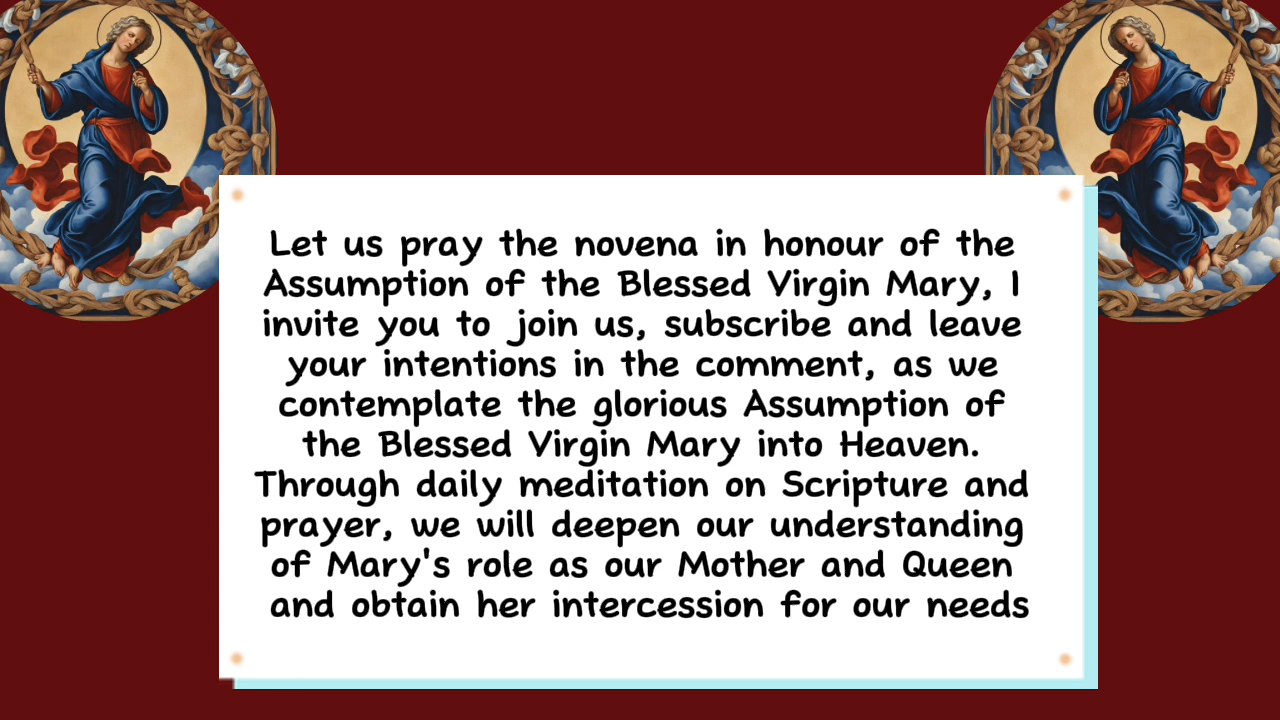 Let us pray the novena in honour of the
Assumption of the Blessed Virgin Mary, I
invite you to join us, subscribe and leave
your intentions in the comment, as we
contemplate the glorious Assumption of
the Blessed Virgin Mary into Heaven.
Through daily meditation on Scripture and
prayer, we will deepen our understanding
of Mary's role as our Mother and Queen
and obtain her intercession for our needs